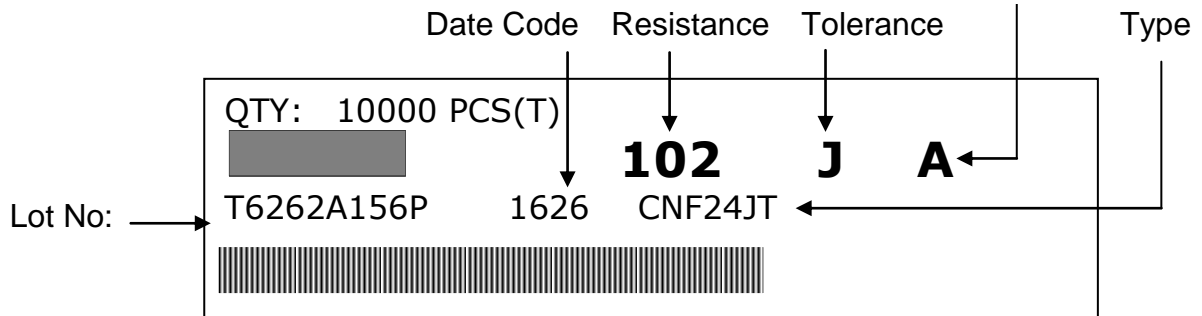 Date Code Resistance Tolerance Type
QTY: 10000 PCS(T)
102 J A
Lot No: T6262A156P 1626 CNF24JT